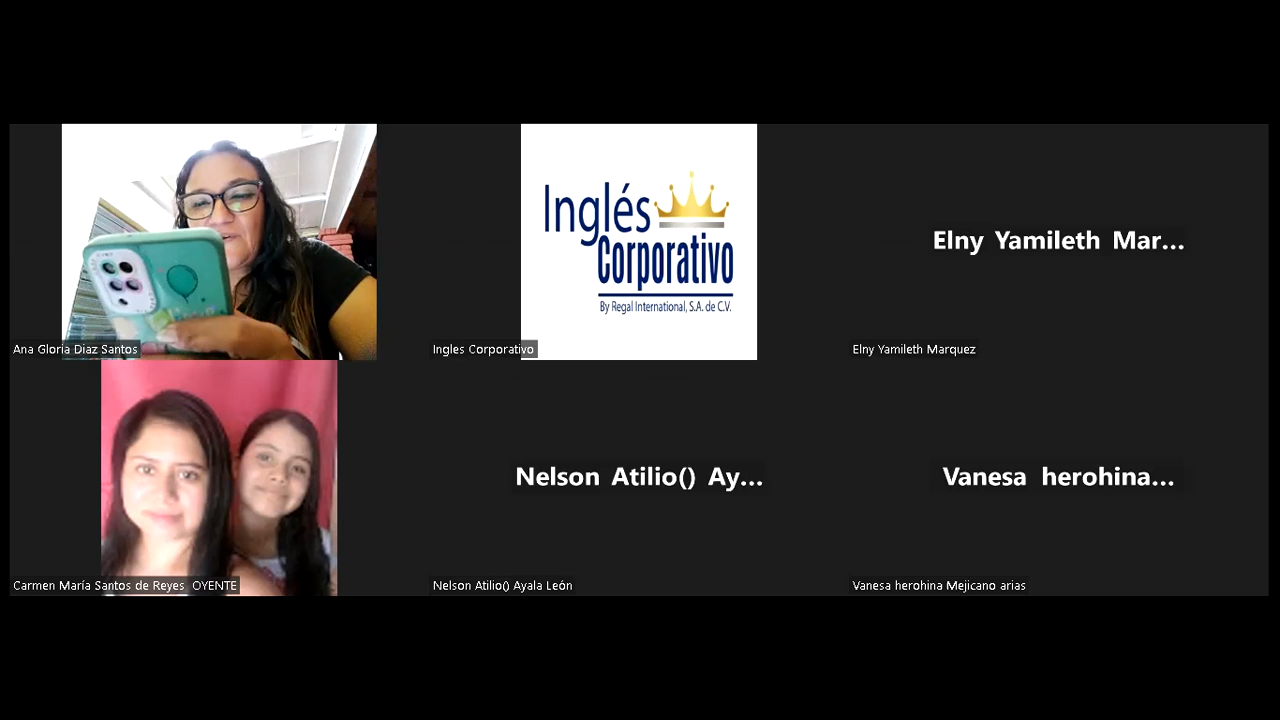 Inglés
Corporativo
By Regal International, S.A. de C.V.
Elny Yamileth Mar...
Ana Gloria Diaz Santos
Ingles Corporativo
Elny Yamileth Marquez
Nelson Atilio() Ay...
Vanesa herohina...
Carmen María Santos de Reyes OYENTE
Nelson Atilio() Ayala León
Vanesa herohina Mejicano arias